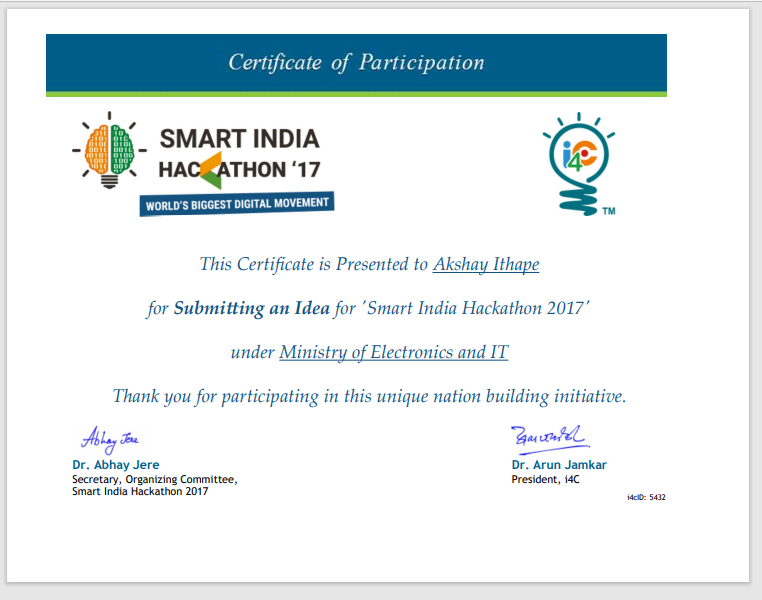 Certificate of Participation
SMART INDIA
HACKATHON ‘17
WORLD'S BIGGEST DIGITAL MOVEMENT
i4C
TM
This Certificate is Presented to Akshay Ithape
for Submitting an Idea for 'Smart India Hackathon 2017'
under Ministry of Electronics and IT
Thank you for participating in this unique nation building initiative.
Abhay Jere
Dr. Abhay Jere
Secretary, Organizing Committee,
Smart India Hackathon 2017
Dr. Arun Jamkar
President, i4C
i4cID: 5432